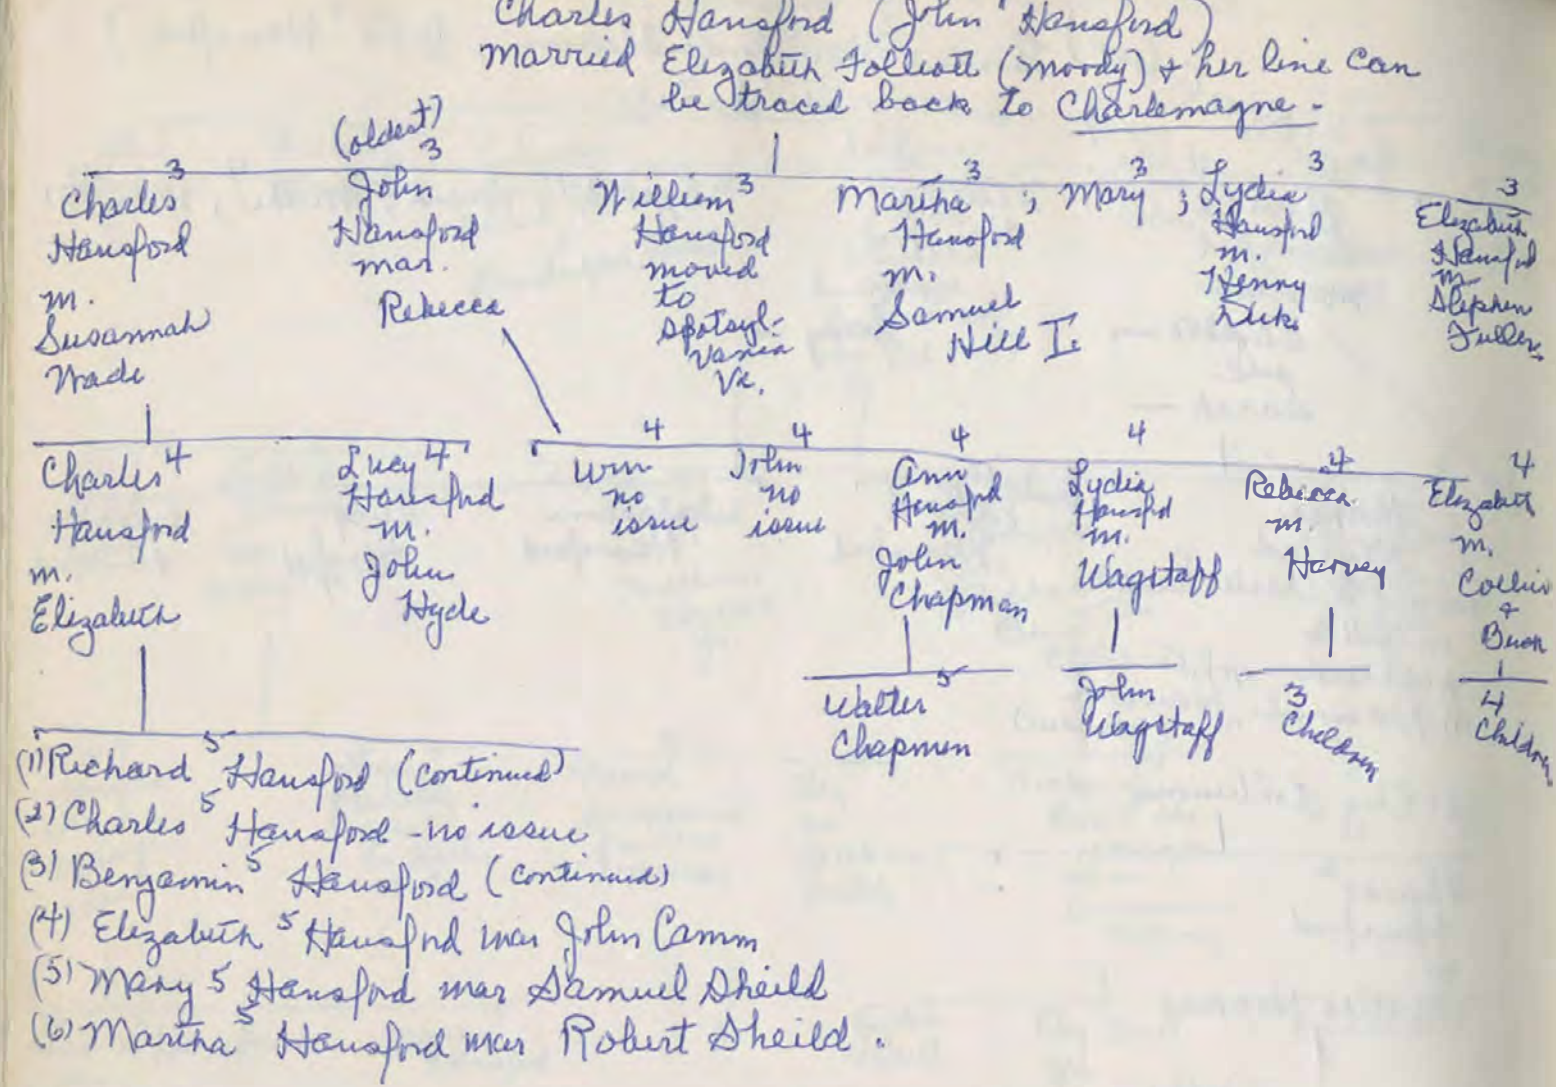 Charles Hansford (John' Hansford)
Married Elizabeth Folliott (Moody) & her line can
be traced back to Charlemagne -
(oldest)
Charles 3
Hansford
m.
Susannah
Wade
John 3
Hansford
mar.
Rebecca
William 3
Hansford
moved
to
Spotsyl-
vania
Va.
Martha 3 ;
Hansford
m.
Samuel
Hill I.
Mary 3 ;
Lydia 3
Hansford
m.
Henny
Elizabeth 3
Hansford
m
Stephen
Fuller
Charles 4
Hansford
m.
Elizabeth
Lucy 4
Hansford
m.
John
Hyde
Wm 4
no
issue
John 4
no
issue
Ann 4
Hansford
m.
John
Chapman
Lydia 4
Hansford
m.
Wagstaff
Rebecca 4
m.
Harvey
Elizabeth 4
m.
Collin
&
Walter 5
Chapman
John
Wagstaff
3
Children
4
Children
(1) Richard 5 Hansford (continued)
(2) Charles 5 Hansford - no issue
(3) Benjamin 5 Hansford (continued)
(4) Elizabeth 5 Hansford mar John Camm
(5) Mary 5 Hansford mar Samuel Sheild
(6) Martha 5 Hansford mar Robert Sheild.